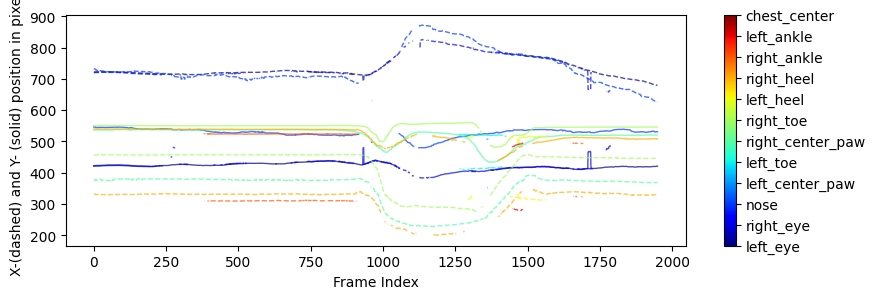 X-(dashed) and Y- (solid) position in pixe
900
800
700
600
500
400
300
200
0
250
500
750
1000
1250
1500
1750
2000
Frame Index
chest_center
left_ankle
right_ankle
right_heel
left_heel
right_toe
right_center_paw
left_toe
left_center_paw
nose
right_eye
left_eye